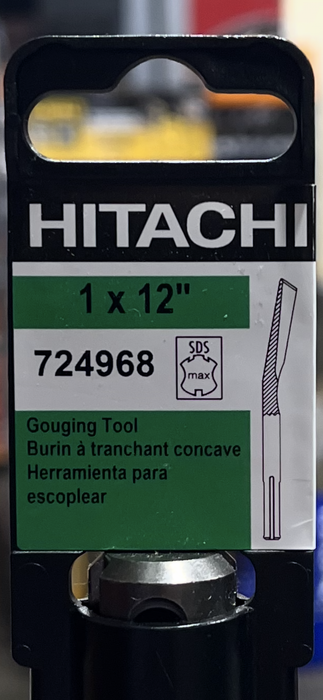 HITACHI
1 x 12"
724968
SDS
max
Gouging Tool
Burin à tranchant concave
Herramienta para
escoplear